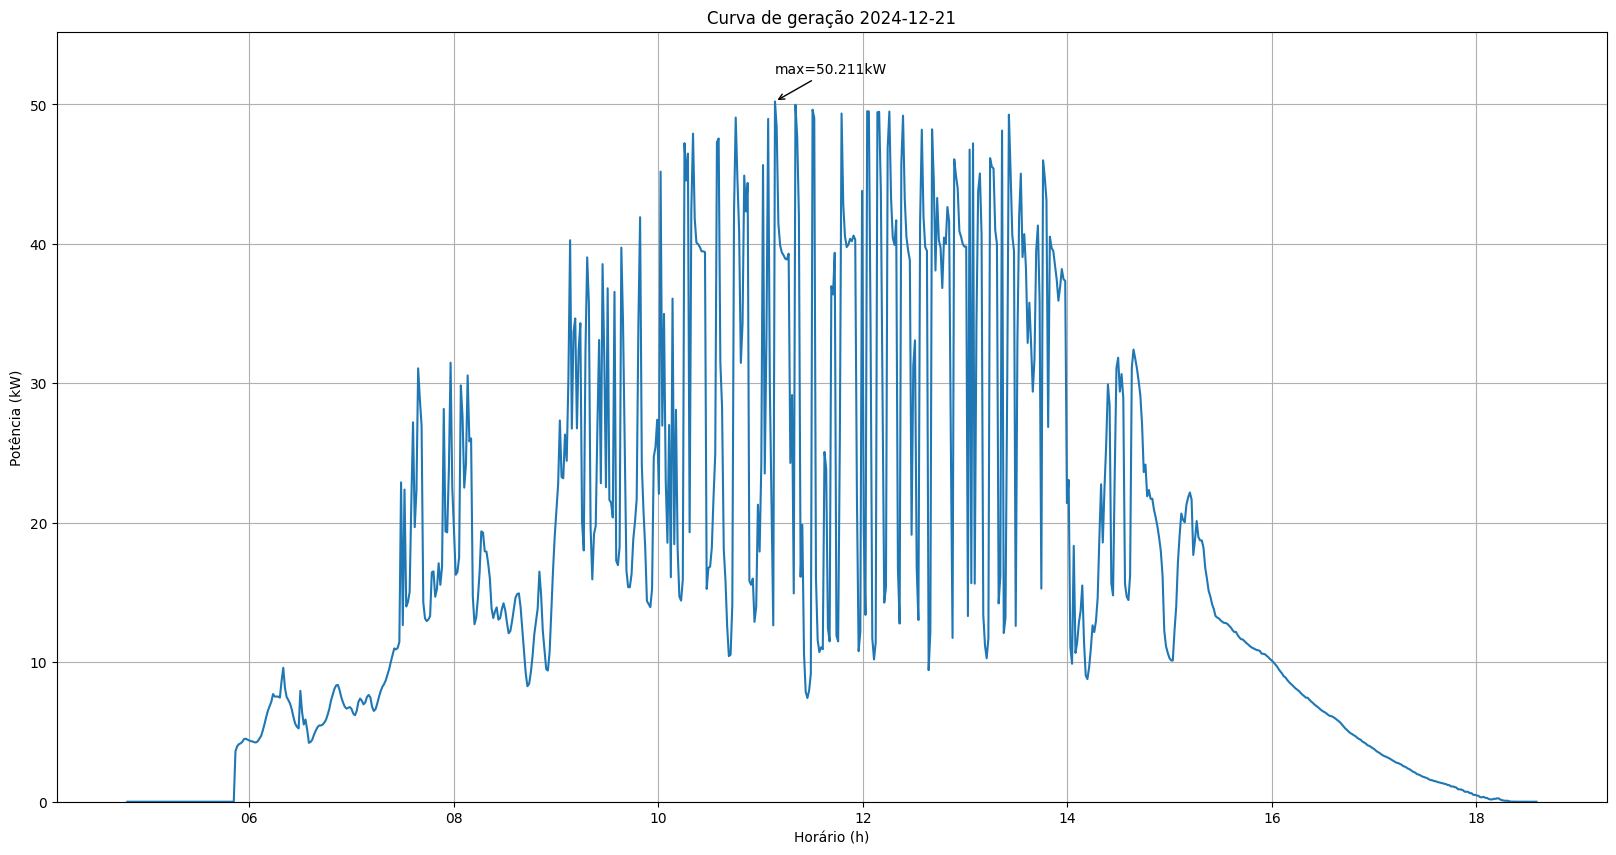 Curva de geração 2024-12-21
max=50.211kW
50
40
30
20
10
0
Potência (kW)
06 08 10 12 14 16 18
Horário (h)